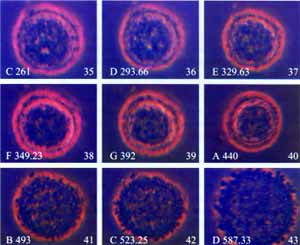 C 261 35
D 293.66 36
E 329.63 37
F 349.23 38
G 392 39
A 440 40
B 493 41
C 523.25 42
D 587.33 43